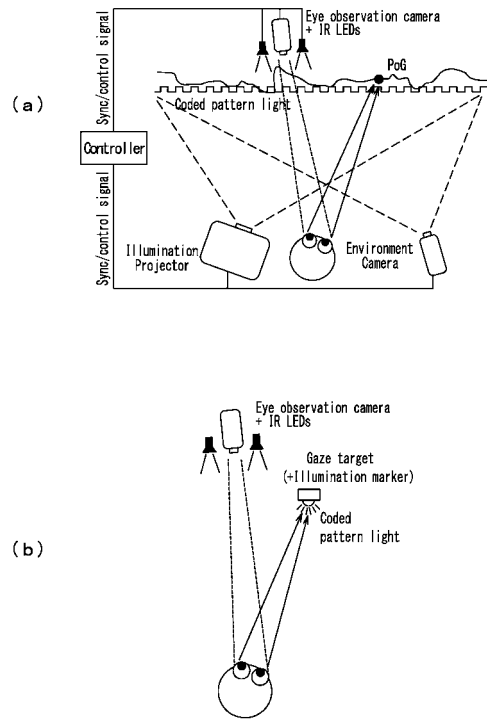 (a)
Sync/control signal
Eye observation camera
+ IR LEDs
PoG
Coded pattern light
Controller
Sync/control signal
Illumination
Projector
Environment
Camera
(b)
Eye observation camera
+ IR LEDs
Gaze target
(+Illumination marker)
Coded
pattern light